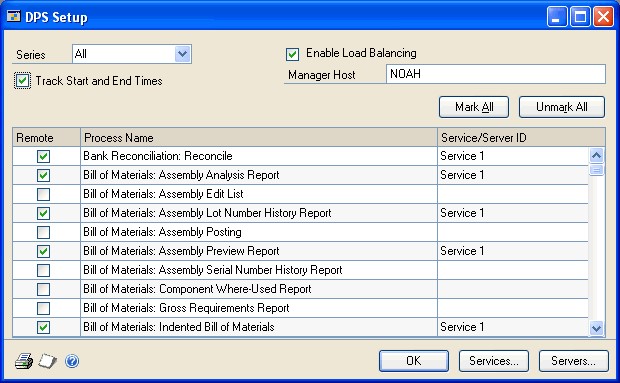 DPS Setup
Series All
Enable Load Balancing
Track Start and End Times
Manager Host NOAH
Mark All Unmark All
Remote Process Name Service/Server ID
Bank Reconciliation: Reconcile Service 1
Bill of Materials: Assembly Analysis Report Service 1
Bill of Materials: Assembly Edit List
Bill of Materials: Assembly Lot Number History Report Service 1
Bill of Materials: Assembly Posting
Bill of Materials: Assembly Preview Report Service 1
Bill of Materials: Assembly Serial Number History Report
Bill of Materials: Component Where-Used Report
Bill of Materials: Gross Requirements Report
Bill of Materials: Indented Bill of Materials Service 1
OK Services... Servers...